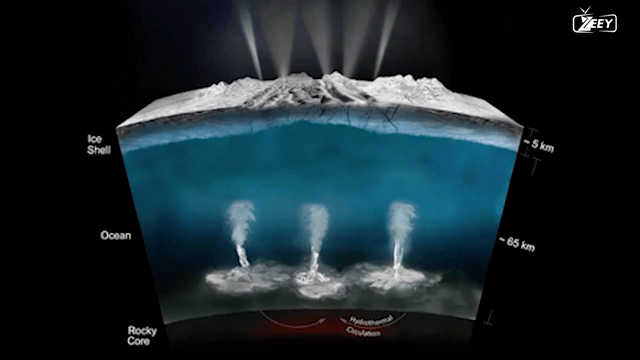 ZEEY
Ice
Shell
~ 5 km
Ocean
~ 65 km
Hydrothermal
Circulation
Rocky
Core